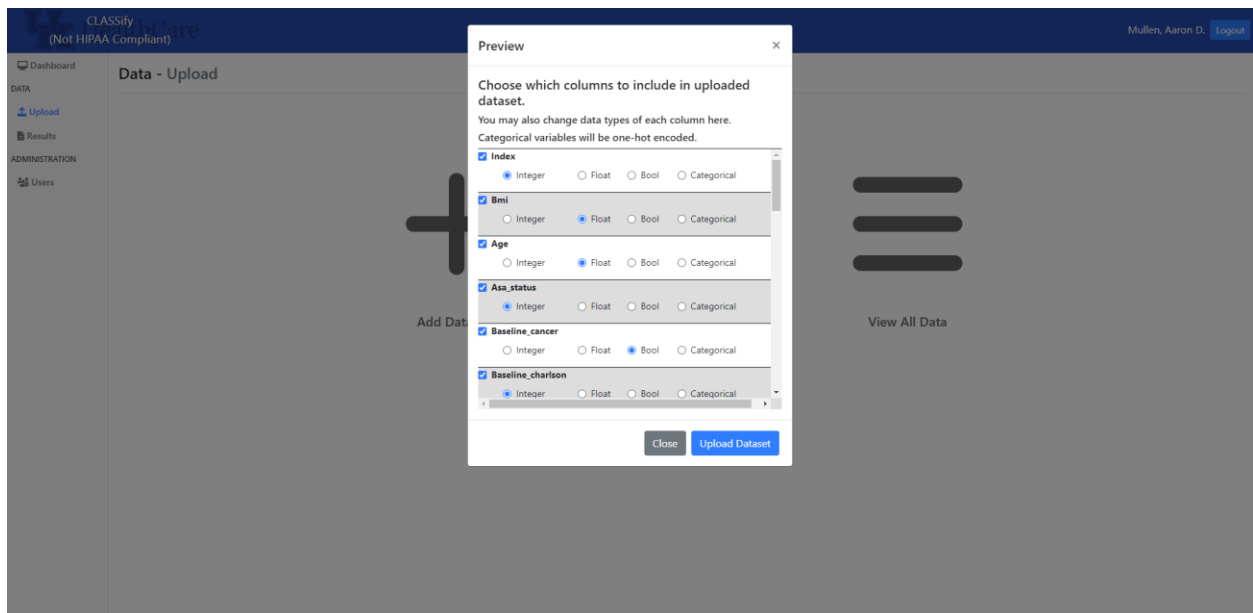 CLASSify
(Not HIPAA Compliant)
HealthCare
Mullen, Aaron D. Logout
Dashboard
DATA
Upload
Results
ADMINISTRATION
Users
Data - Upload
Add Data
View All Data
Preview ×
Choose which columns to include in uploaded
dataset.
You may also change data types of each column here.
Categorical variables will be one-hot encoded.
Index
Integer Float Bool Categorical
Bmi
Integer Float Bool Categorical
Age
Integer Float Bool Categorical
Asa_status
Integer Float Bool Categorical
Baseline_cancer
Integer Float Bool Categorical
Baseline_charlson
Integer Float Bool Categorical
Close Upload Dataset